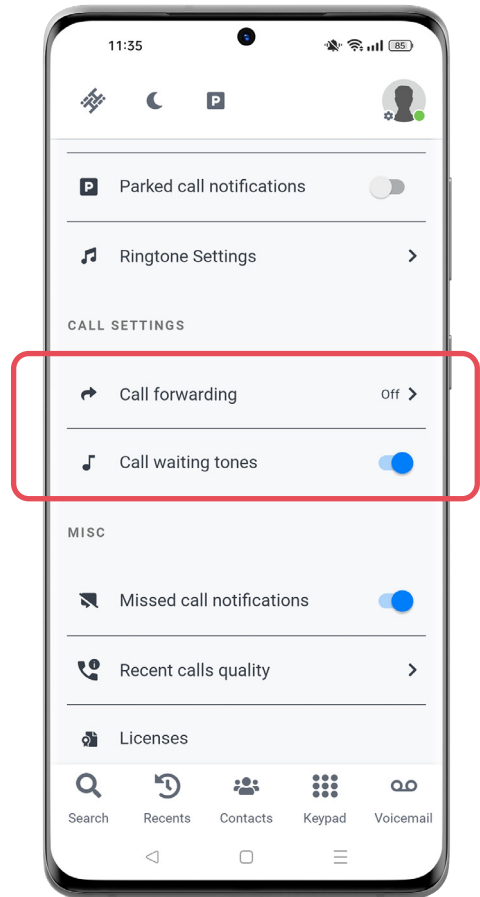 11:35
85
P
P Parked call notifications
Ringtone Settings
CALL SETTINGS
Call forwarding Off
Call waiting tones
MISC
Missed call notifications
Recent calls quality
Licenses
Search Recents Contacts Keypad Voicemail